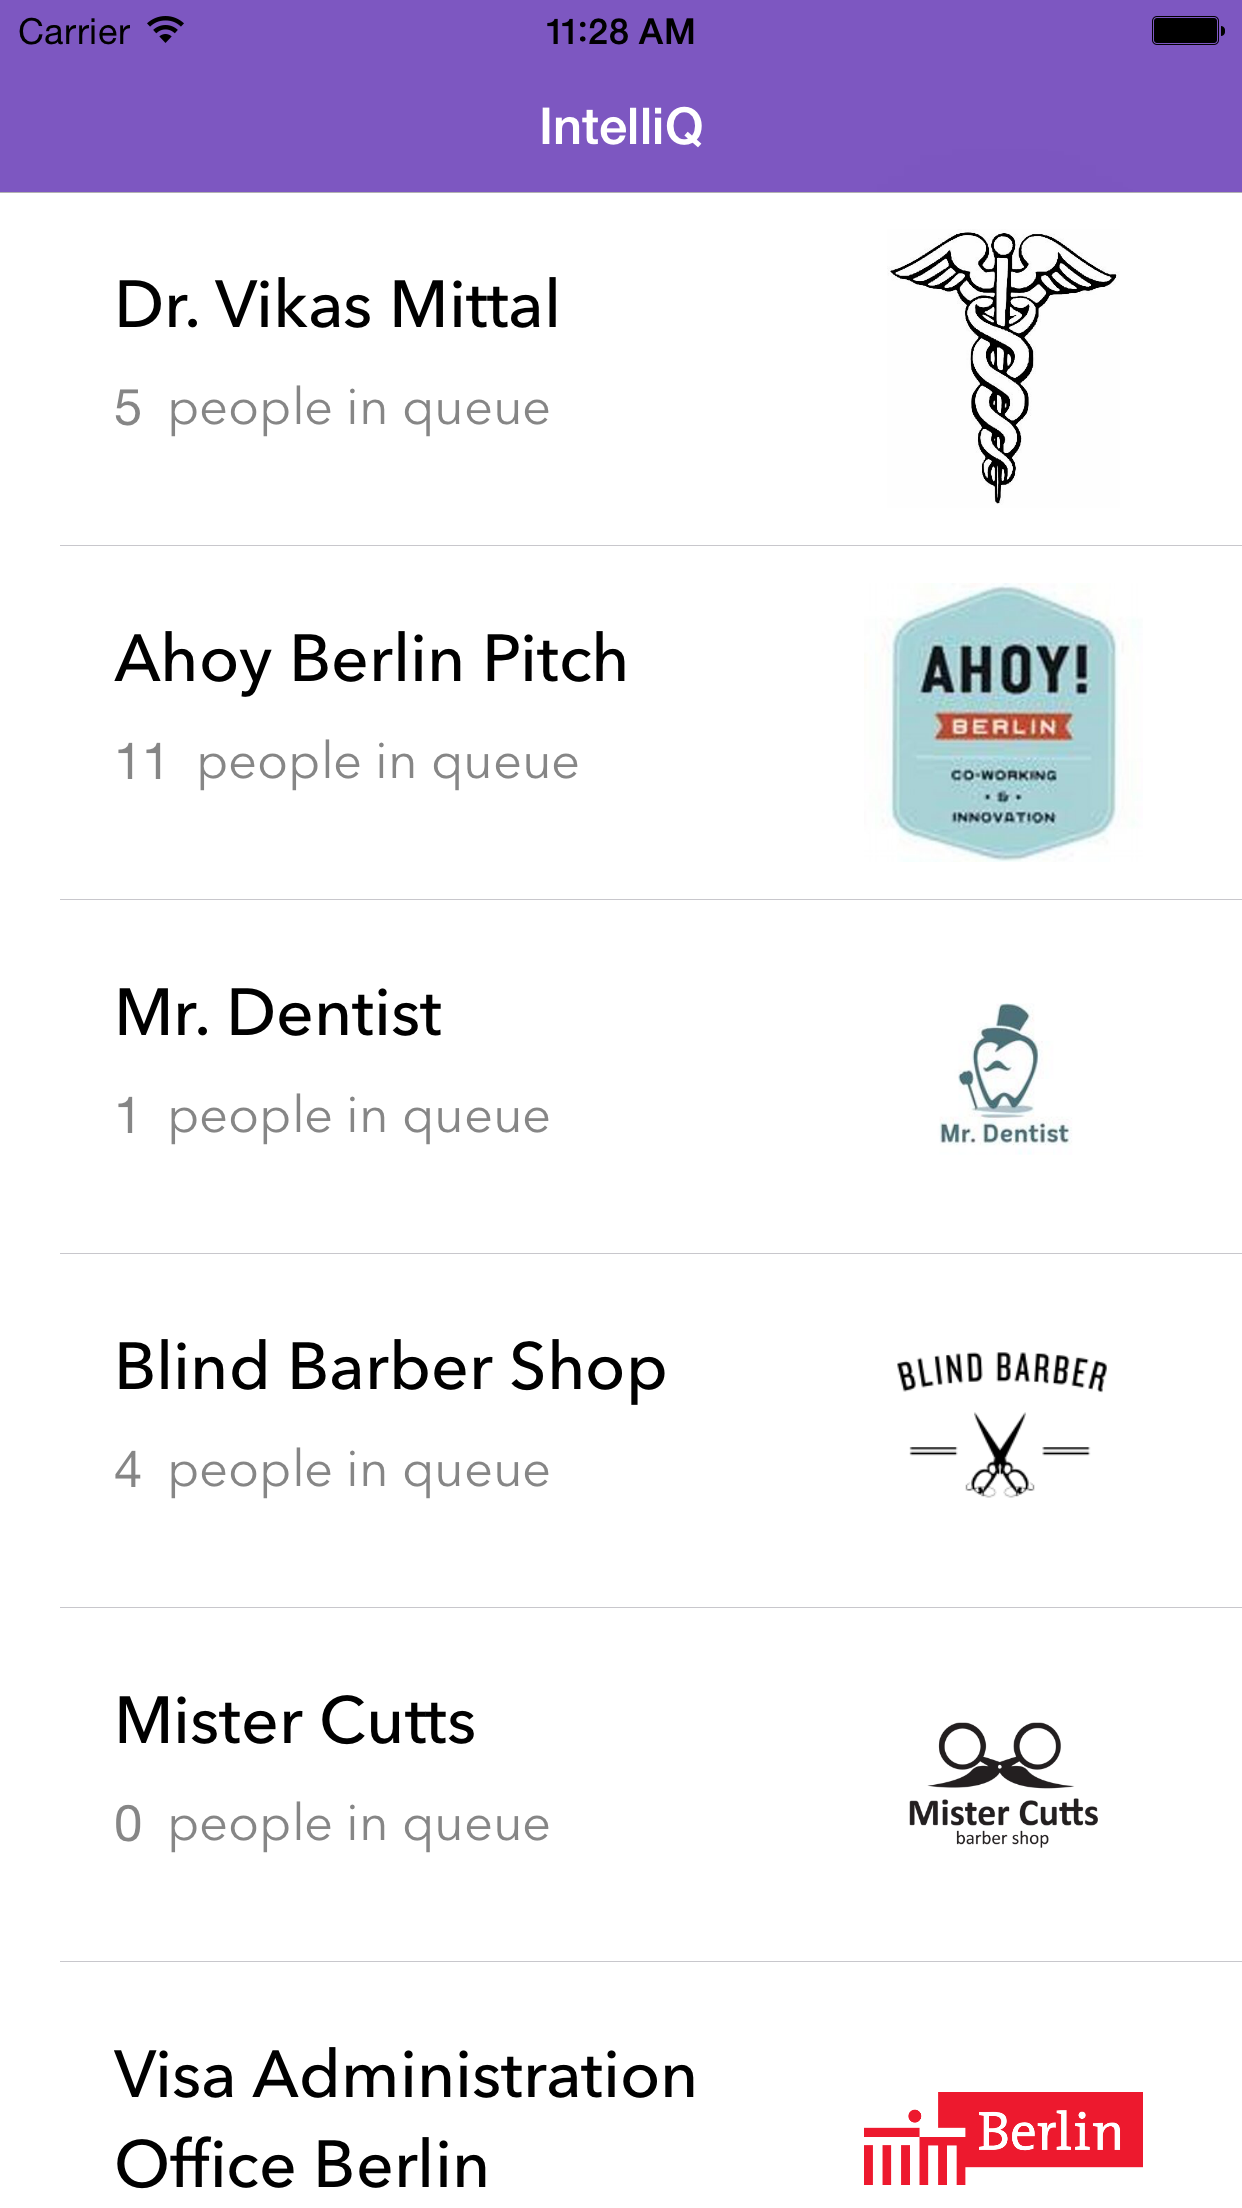 Carrier 11:28 AM
IntelliQ
Dr. Vikas Mittal
5 people in queue
Ahoy Berlin Pitch
11 people in queue
AHOY!
BERLIN
CO-WORKING
• & •
INNOVATION
Mr. Dentist
1 people in queue
Mr. Dentist
Blind Barber Shop
4 people in queue
BLIND BARBER
Mister Cutts
0 people in queue
Mister Cutts
barber shop
Visa Administration
Office Berlin
Berlin